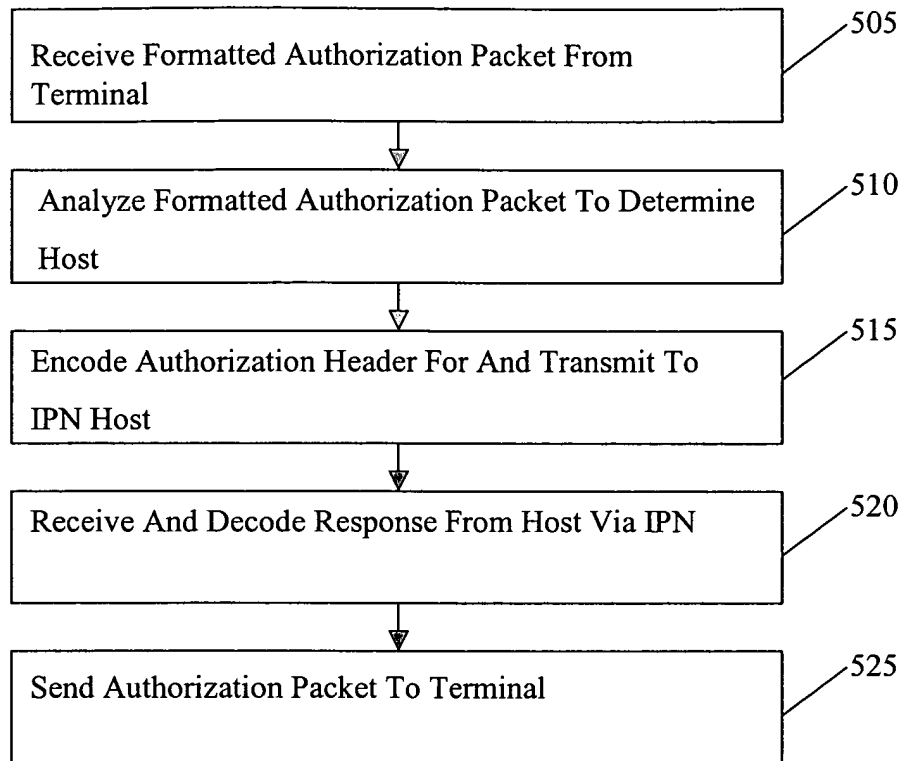 505
Receive Formatted Authorization Packet From
Terminal
510
Analyze Formatted Authorization Packet To Determine
Host
515
Encode Authorization Header For And Transmit To
IPN Host
520
Receive And Decode Response From Host Via IPN
525
Send Authorization Packet To Terminal